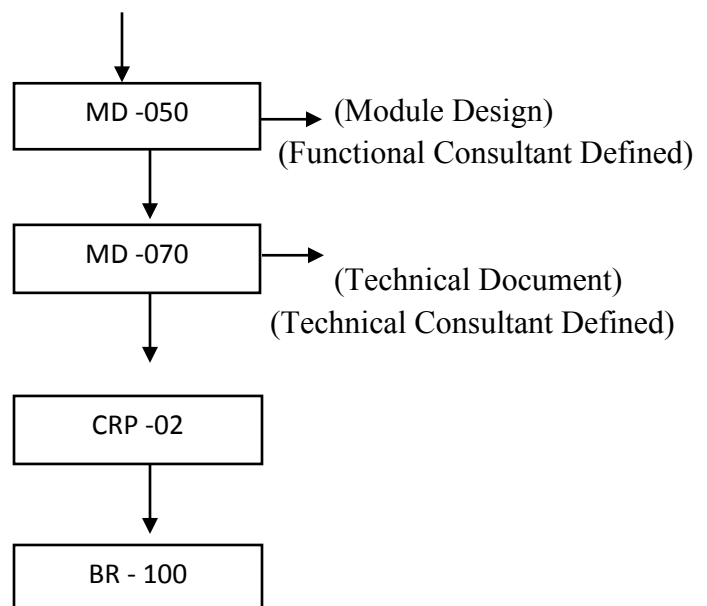 MD -050
(Module Design)
(Functional Consultant Defined)
MD -070
(Technical Document)
(Technical Consultant Defined)
CRP -02
BR - 100